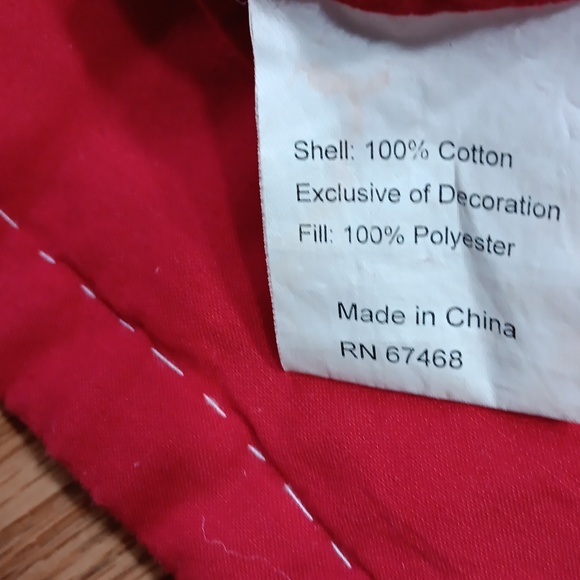 Shell: 100% Cotton
Exclusive of Decoration
Fill: 100% Polyester
Made in China
RN 67468